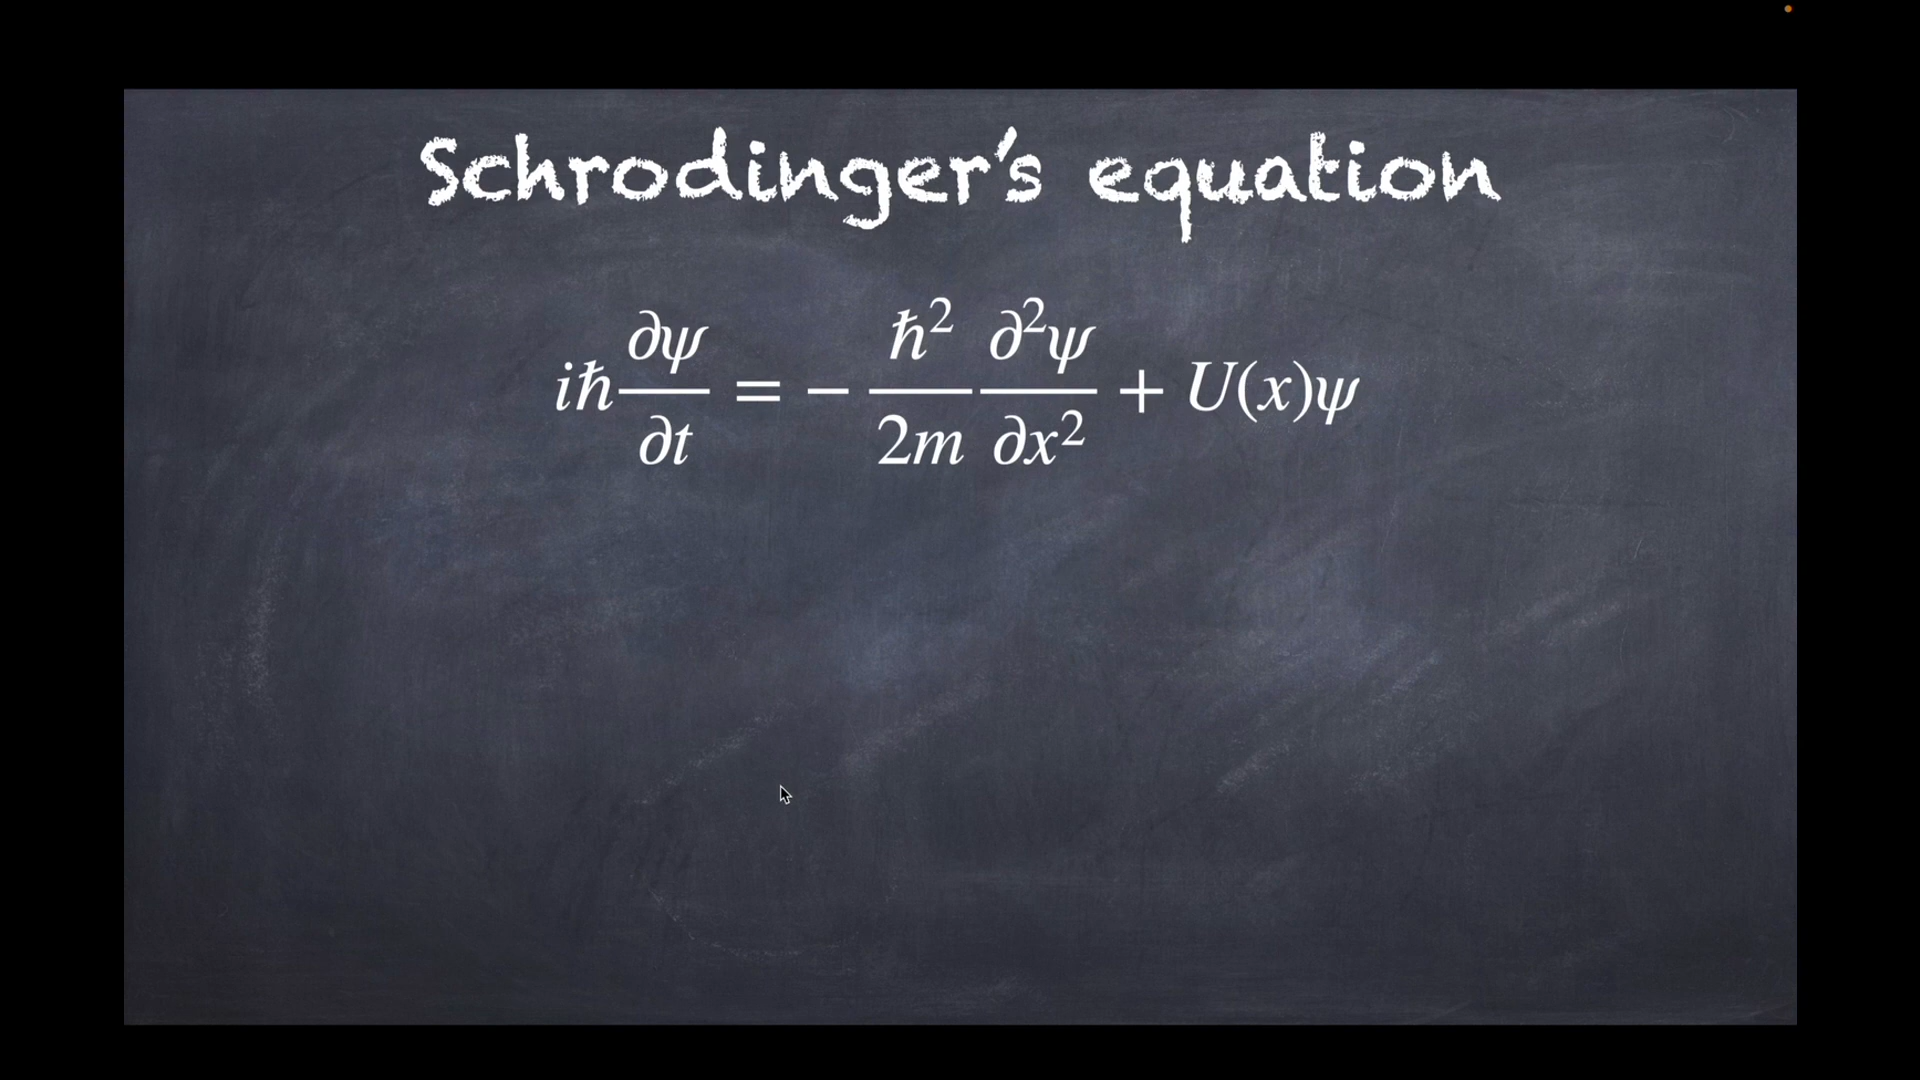 Schrodinger's equation
iℏ ∂ψ/∂t = − ℏ²/2m ∂²ψ/∂x² + U(x)ψ